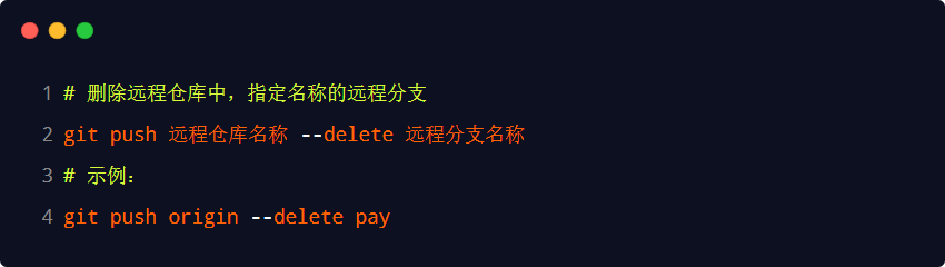 1 # 删除远程仓库中，指定名称的远程分支
2 git push 远程仓库名称 --delete 远程分支名称
3 # 示例：
4 git push origin --delete pay